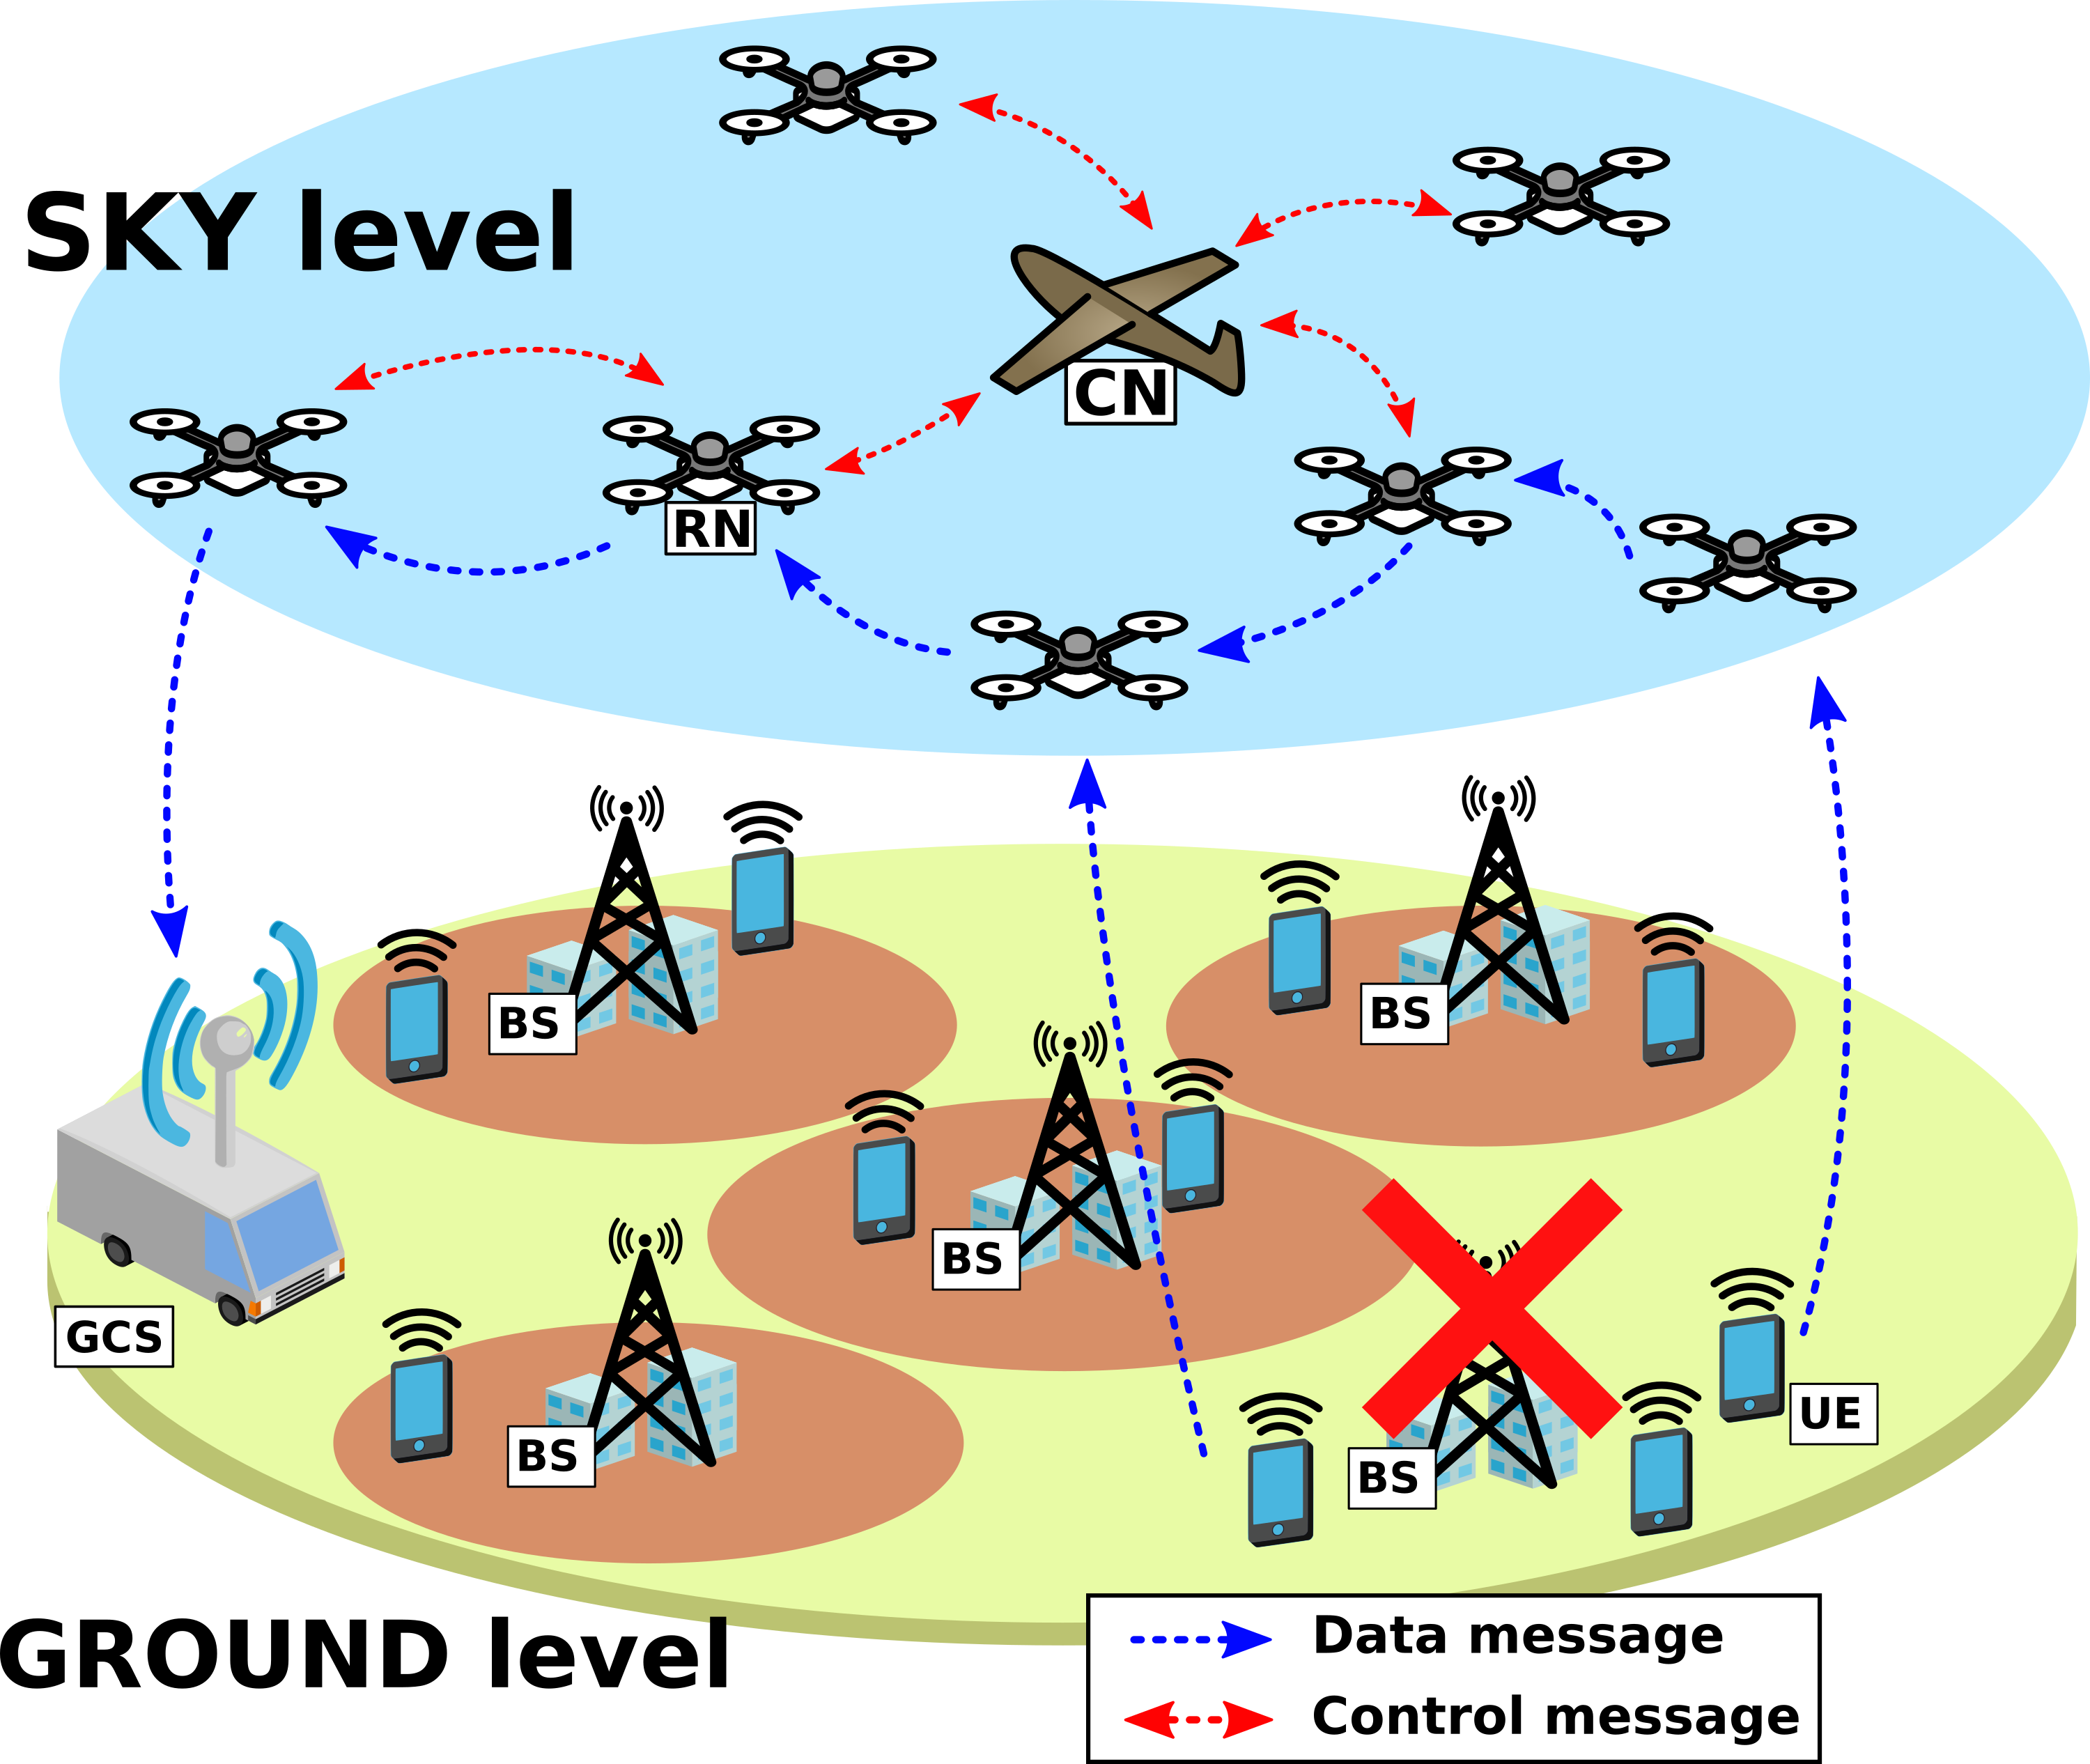 SKY level
CN
RN
BS
BS
BS
GCS
BS
UE
BS
GROUND level
Data message
Control message